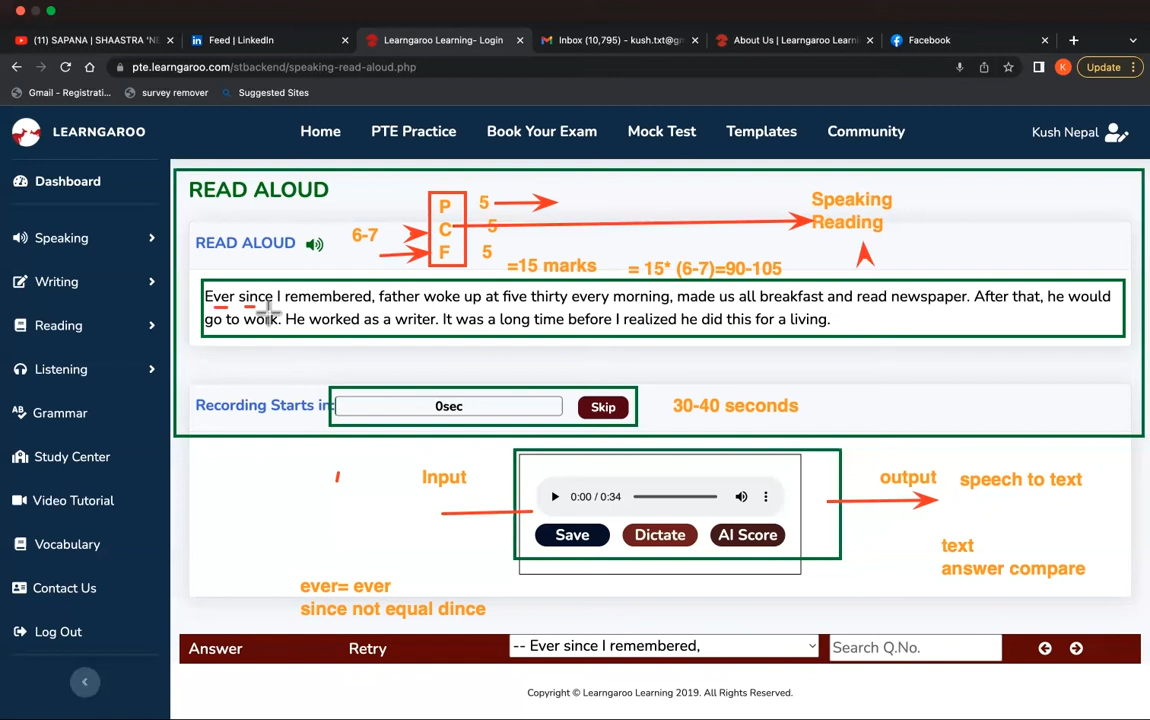 (11) SAPANA | SHAASTRA 'NE
Feed | LinkedIn
Learngaroo Learning- Login
Inbox (10,795) - kush.txt@gm
About Us | Learngaroo Learni
Facebook
pte.learngaroo.com/stbackend/speaking-read-aloud.php
K
Update
Gmail - Registrati...
survey remover
Suggested Sites
LEARNGAROO
Home
PTE Practice
Book Your Exam
Mock Test
Templates
Community
Kush Nepal
Dashboard
Speaking
Writing
Reading
Listening
Grammar
Study Center
Video Tutorial
Vocabulary
Contact Us
Log Out
READ ALOUD
P 5
Speaking
READ ALOUD
6-7
C 5
Reading
F 5
=15 marks = 15* (6-7)=90-105
Ever since I remembered, father woke up at five thirty every morning, made us all breakfast and read newspaper. After that, he would
go to work. He worked as a writer. It was a long time before I realized he did this for a living.
Recording Starts in:
0sec
Skip
30-40 seconds
Input
output
speech to text
0:00 / 0:34
Save
Dictate
AI Score
text
answer compare
ever= ever
since not equal dince
Answer
Retry
-- Ever since I remembered,
Search Q.No.
Copyright © Learngaroo Learning 2019. All Rights Reserved.